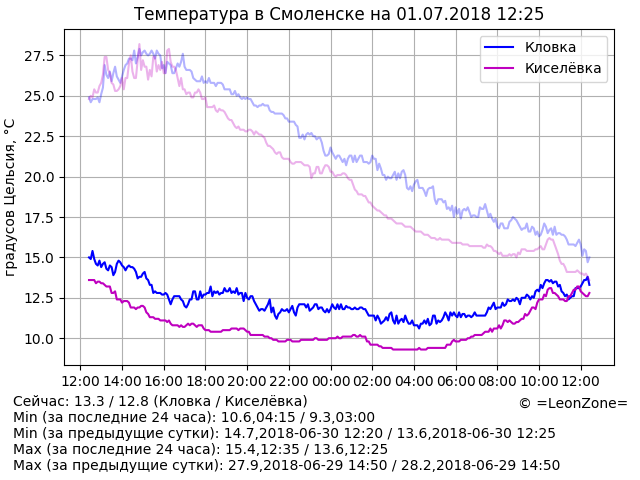 Температура в Смоленске на 01.07.2018 12:25
Кловка
Киселёвка
градусов Цельсия, °C
27.5
25.0
22.5
20.0
17.5
15.0
12.5
10.0
12:00 14:00 16:00 18:00 20:00 22:00 00:00 02:00 04:00 06:00 08:00 10:00 12:00
Сейчас: 13.3 / 12.8 (Кловка / Киселёвка)
© =LeonZone=
Min (за последние 24 часа): 10.6,04:15 / 9.3,03:00
Min (за предыдущие сутки): 14.7,2018-06-30 12:20 / 13.6,2018-06-30 12:25
Max (за последние 24 часа): 15.4,12:35 / 13.6,12:25
Max (за предыдущие сутки): 27.9,2018-06-29 14:50 / 28.2,2018-06-29 14:50